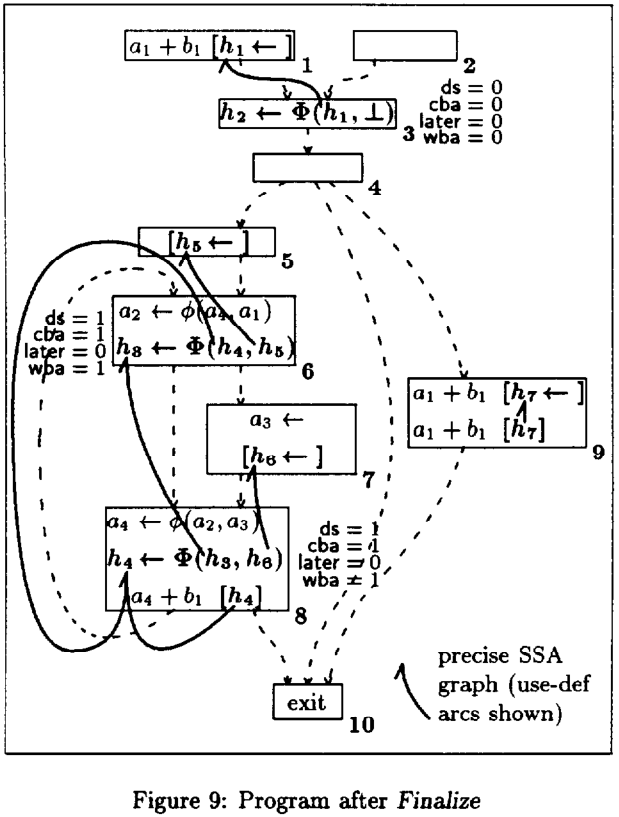 a₁ + b₁ [h₁ ← ]
1
2
h₂ ← Φ(h₁, ⊥)
3
ds = 0
cba = 0
later = 0
wba = 0
4
[h₅ ← ]
5
a₂ ← ϕ(a₄, a₁)
h₃ ← Φ(h₄, h₅)
6
ds = 1
cba = 1
later = 0
wba = 1
a₃ ←
[h₆ ← ]
7
a₁ + b₁ [h₇ ← ]
a₁ + b₁ [h₇]
9
a₄ ← ϕ(a₂, a₃)
h₄ ← Φ(h₃, h₆)
a₄ + b₁ [h₄]
8
ds = 1
cba = 1
later = 0
wba = 1
exit
10
precise SSA
graph (use-def
arcs shown)
Figure 9: Program after Finalize